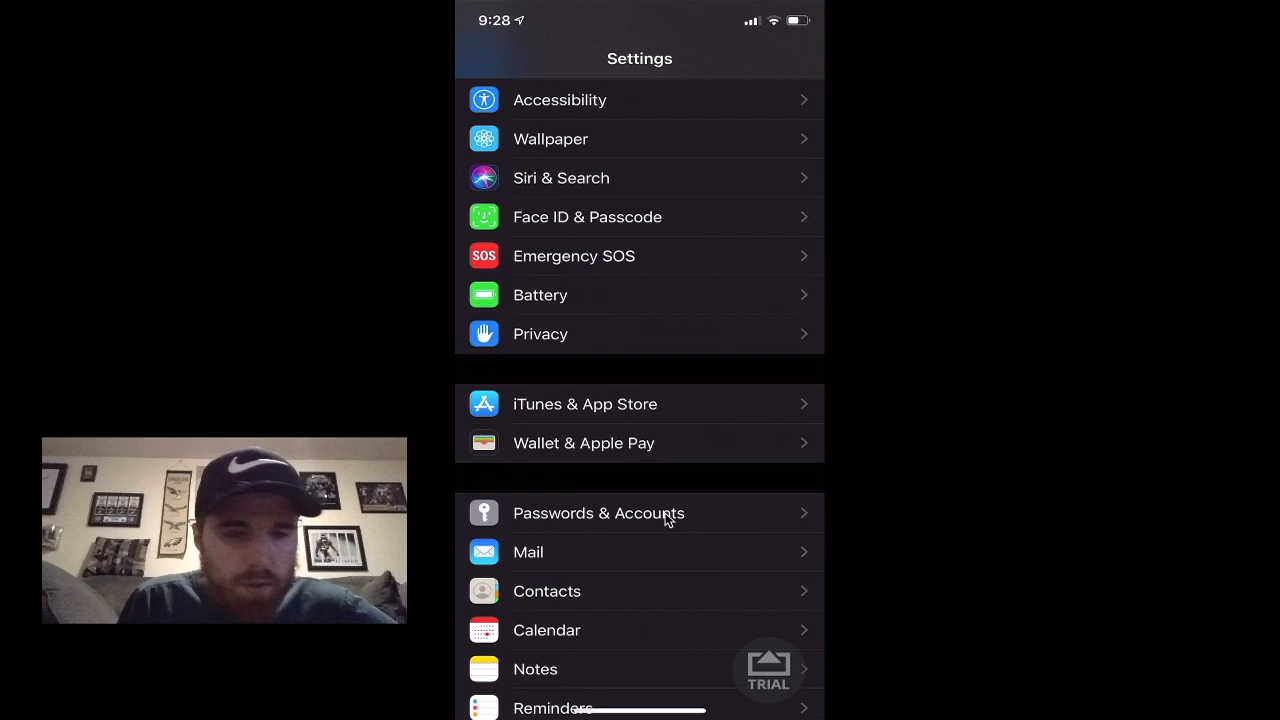 9:28
Settings
Accessibility
Wallpaper
Siri & Search
Face ID & Passcode
SOS
Emergency SOS
Battery
Privacy
iTunes & App Store
Wallet & Apple Pay
Passwords & Accounts
Mail
Contacts
Calendar
Notes
TRIAL
Reminders